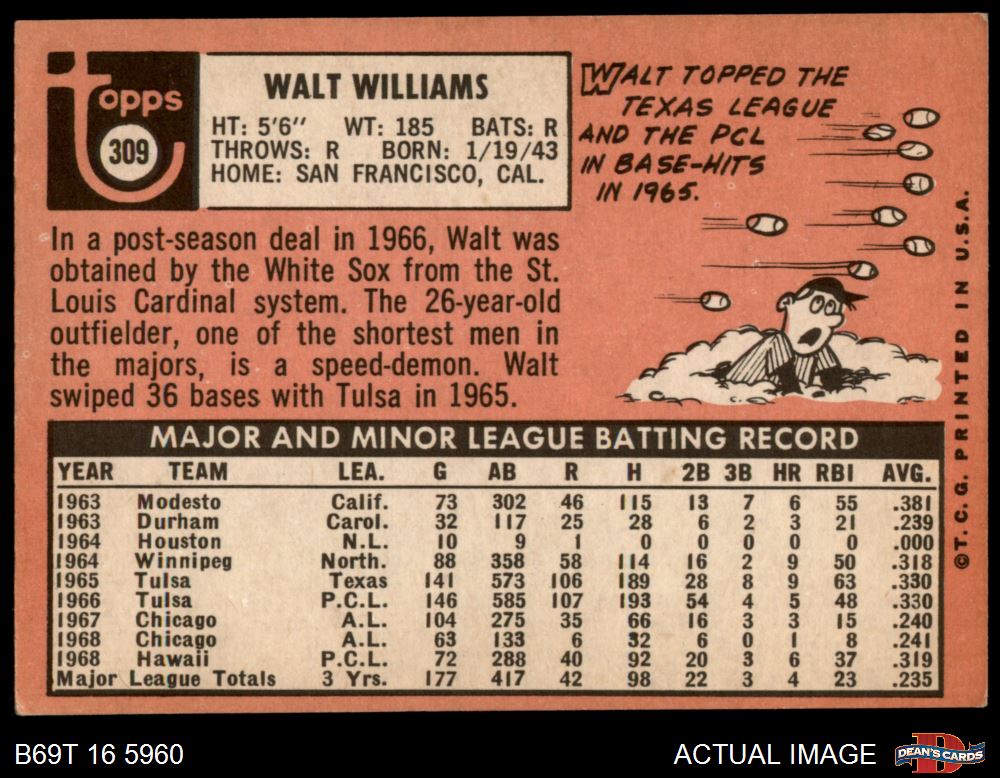 topps
309
WALT WILLIAMS
HT: 5'6" WT: 185 BATS: R
THROWS: R BORN: 1/19/43
HOME: SAN FRANCISCO, CAL.
WALT TOPPED THE
TEXAS LEAGUE
AND THE PCL
IN BASE-HITS
IN 1965.
In a post-season deal in 1966, Walt was
obtained by the White Sox from the St.
Louis Cardinal system. The 26-year-old
outfielder, one of the shortest men in
the majors, is a speed-demon. Walt
swiped 36 bases with Tulsa in 1965.
MAJOR AND MINOR LEAGUE BATTING RECORD
YEAR TEAM LEA. G AB R H 2B 3B HR RBI AVG.
1963 Modesto Calif. 73 302 46 115 13 7 6 55 .381
1963 Durham Carol. 32 117 25 28 6 2 3 21 .239
1964 Houston N.L. 10 9 1 0 0 0 0 0 .000
1964 Winnipeg North. 88 358 58 114 16 2 9 50 .318
1965 Tulsa Texas 141 573 106 189 28 8 9 63 .330
1966 Tulsa P.C.L. 146 585 107 193 54 4 5 48 .330
1967 Chicago A.L. 104 275 35 66 16 3 3 15 .240
1968 Chicago A.L. 63 133 6 32 6 0 1 8 .241
1968 Hawaii P.C.L. 72 288 40 92 20 3 6 37 .319
Major League Totals 3 Yrs. 177 417 42 98 22 3 4 23 .235
©T. C. G. PRINTED IN U.S.A.
B69T 16 5960
ACTUAL IMAGE
D
DEAN'S CARDS